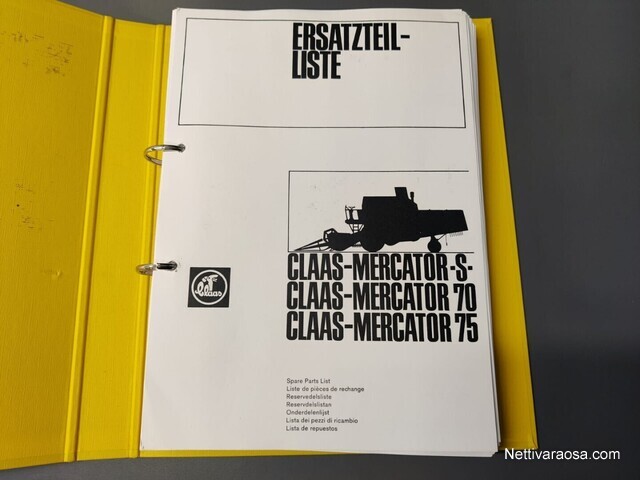 ERSATZTEIL-
LISTE
CLAAS-MERCATOR-S-
CLAAS-MERCATOR 70
CLAAS-MERCATOR 75
Claas
Spare Parts List
Liste de pièces de rechange
Reservedelsliste
Reservdelslistan
Onderdelenlijst
Lista dei pezzi di ricambio
Lista de repuestos
Nettivaraosa.com